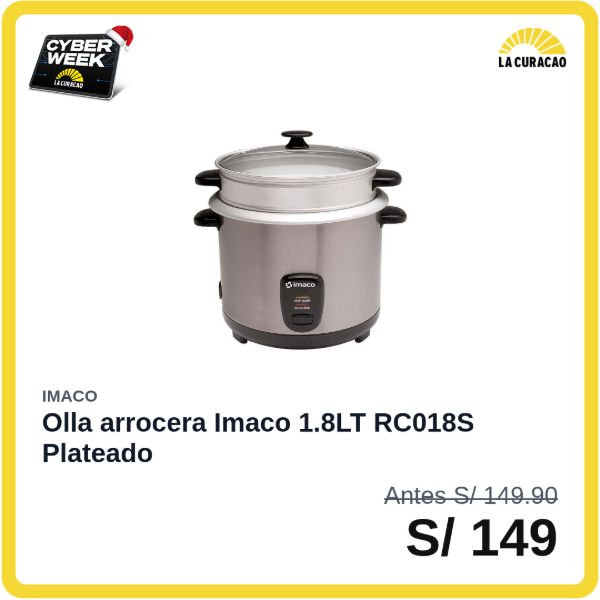 CYBER
WEEK
LA CURACAO
LA CURACAO
imaco
IMACO
Olla arrocera Imaco 1.8LT RC018S
Plateado
Antes S/ 149.90
S/ 149